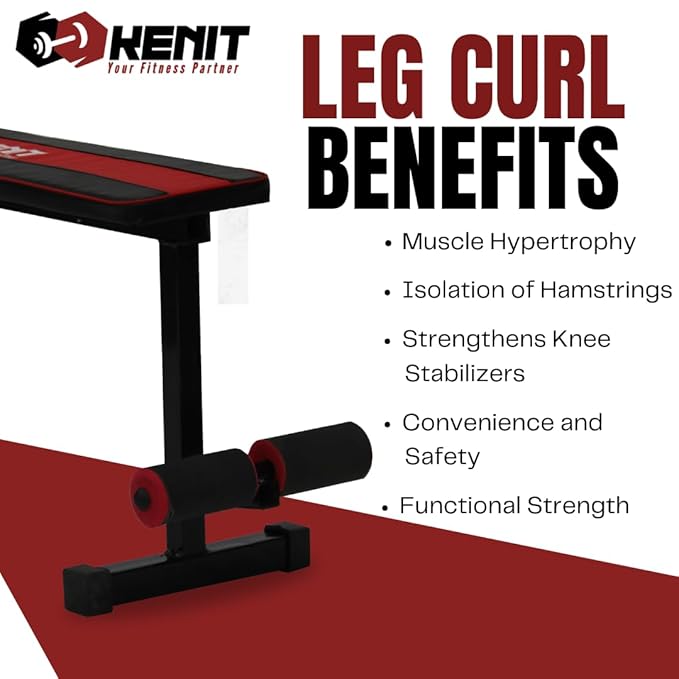 KENIT
Your Fitness Partner
LEG CURL
BENEFITS
• Muscle Hypertrophy
• Isolation of Hamstrings
• Strengthens Knee
Stabilizers
• Convenience and
Safety
• Functional Strength